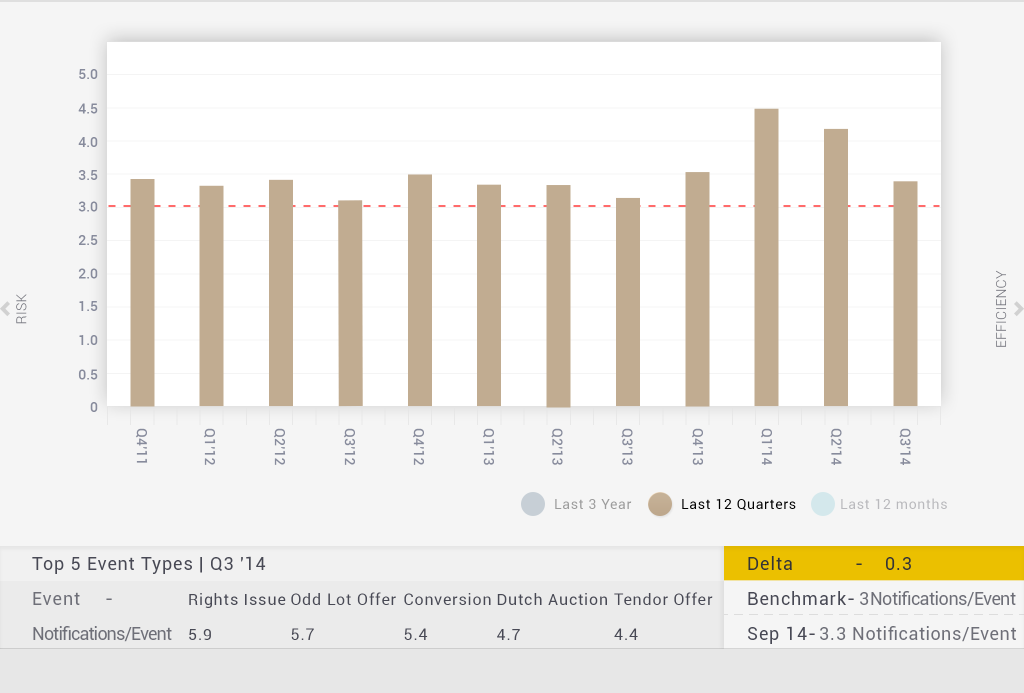 5.0
4.5
4.0
3.5
3.0
2.5
2.0
1.5
1.0
0.5
0
RISK
EFFICIENCY
Q4'11 Q1'12 Q2'12 Q3'12 Q4'12 Q1'13 Q2'13 Q3'13 Q4'13 Q1'14 Q2'14 Q3'14
Last 3 Year Last 12 Quarters Last 12 months
Top 5 Event Types | Q3 '14
Event - Rights Issue Odd Lot Offer Conversion Dutch Auction Tendor Offer
Notifications/Event 5.9 5.7 5.4 4.7 4.4
Delta - 0.3
Benchmark- 3Notifications/Event
Sep 14- 3.3 Notifications/Event